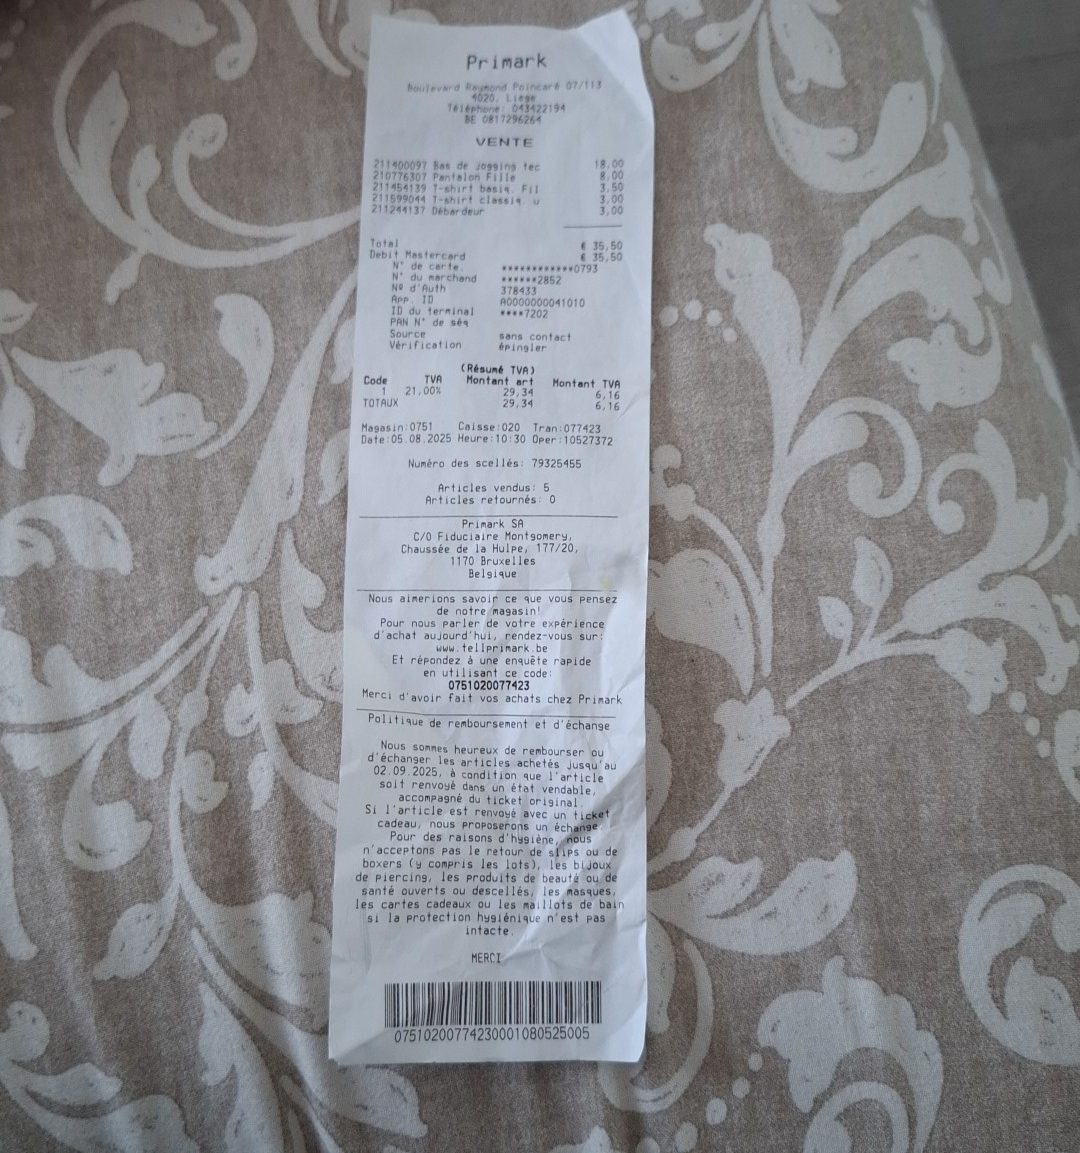 Primark
Boulevard Raymond Poincaré 07/113
4020, Liège
Téléphone: 043422194
BE 0817296264
VENTE
211400097 Bas de jogging tec 18,00
210776307 Pantalon Fille 8,00
211454139 T-shirt basiq. Fil 3,50
211599044 T-shirt classiq. u 3,00
211244137 Débardeur 3,00
Total € 35,50
Debit Mastercard € 35,50
N° de carte ************0793
N° du marchand ******2852
Nº d'Auth 378433
App. ID A0000000041010
ID du terminal ****7202
PAN N° de séq
Source sans contact
Vérification épingler
(Résumé TVA)
Code TVA Montant art Montant TVA
1 21,00% 29,34 6,16
TOTAUX 29,34 6,16
Magasin:0751 Caisse:020 Tran:077423
Date:05.08.2025 Heure:10:30 Oper:10527372
Numéro des scellés: 79325455
Articles vendus: 5
Articles retournés: 0
Primark SA
C/O Fiduciaire Montgomery,
Chaussée de la Hulpe, 177/20,
1170 Bruxelles
Belgique
Nous aimerions savoir ce que vous pensez
de notre magasin!
Pour nous parler de votre expérience
d'achat aujourd'hui, rendez-vous sur:
www.tellprimark.be
Et répondez à une enquête rapide
en utilisant ce code:
0751020077423
Merci d'avoir fait vos achats chez Primark
Politique de remboursement et d'échange
Nous sommes heureux de rembourser ou
d'échanger les articles achetés jusqu'au
02.09.2025, à condition que l'article
soit renvoyé dans un état vendable,
accompagné du ticket original.
Si l'article est renvoyé avec un ticket
cadeau, nous proposerons un échange.
Pour des raisons d'hygiène, nous
n'acceptons pas le retour de slips ou de
boxers (y compris les lots), les bijoux
de piercing, les produits de beauté ou de
santé ouverts ou descellés, les masques,
les cartes cadeaux ou les maillots de bain
si la protection hygiénique n'est pas
intacte.
MERCI
07510200774230001080525005